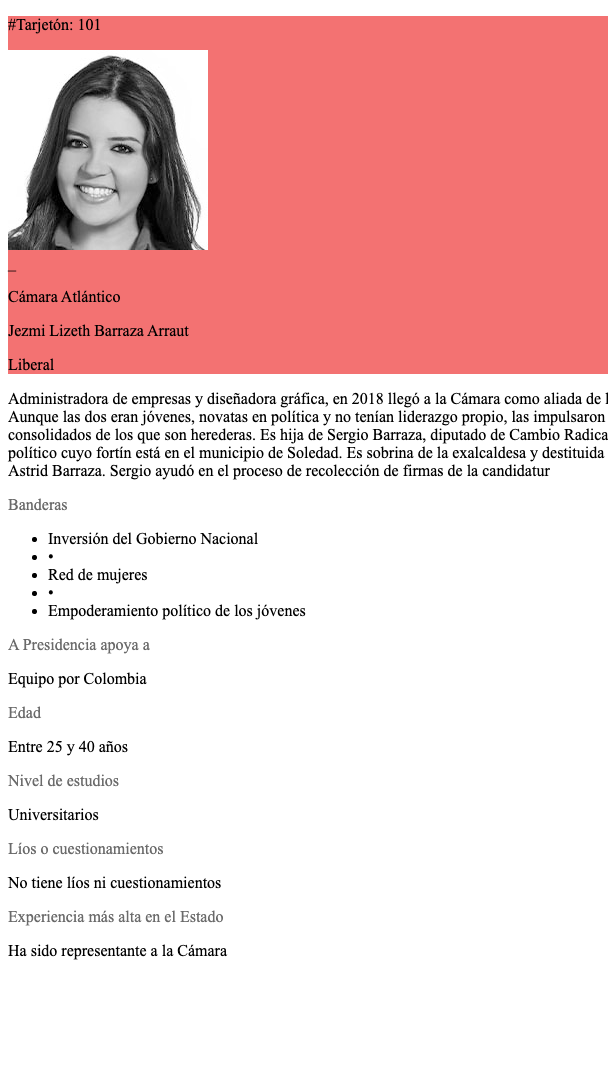 #Tarjetón: 101
_
Cámara Atlántico
Jezmi Lizeth Barraza Arraut
Liberal
Administradora de empresas y diseñadora gráfica, en 2018 llegó a la Cámara como aliada de
Aunque las dos eran jóvenes, novatas en política y no tenían liderazgo propio, las impulsaron
consolidados de los que son herederas. Es hija de Sergio Barraza, diputado de Cambio Radica
político cuyo fortín está en el municipio de Soledad. Es sobrina de la exalcaldesa y destituida
Astrid Barraza. Sergio ayudó en el proceso de recolección de firmas de la candidatur
Banderas
• Inversión del Gobierno Nacional
• •
• Red de mujeres
• •
• Empoderamiento político de los jóvenes
A Presidencia apoya a
Equipo por Colombia
Edad
Entre 25 y 40 años
Nivel de estudios
Universitarios
Líos o cuestionamientos
No tiene líos ni cuestionamientos
Experiencia más alta en el Estado
Ha sido representante a la Cámara